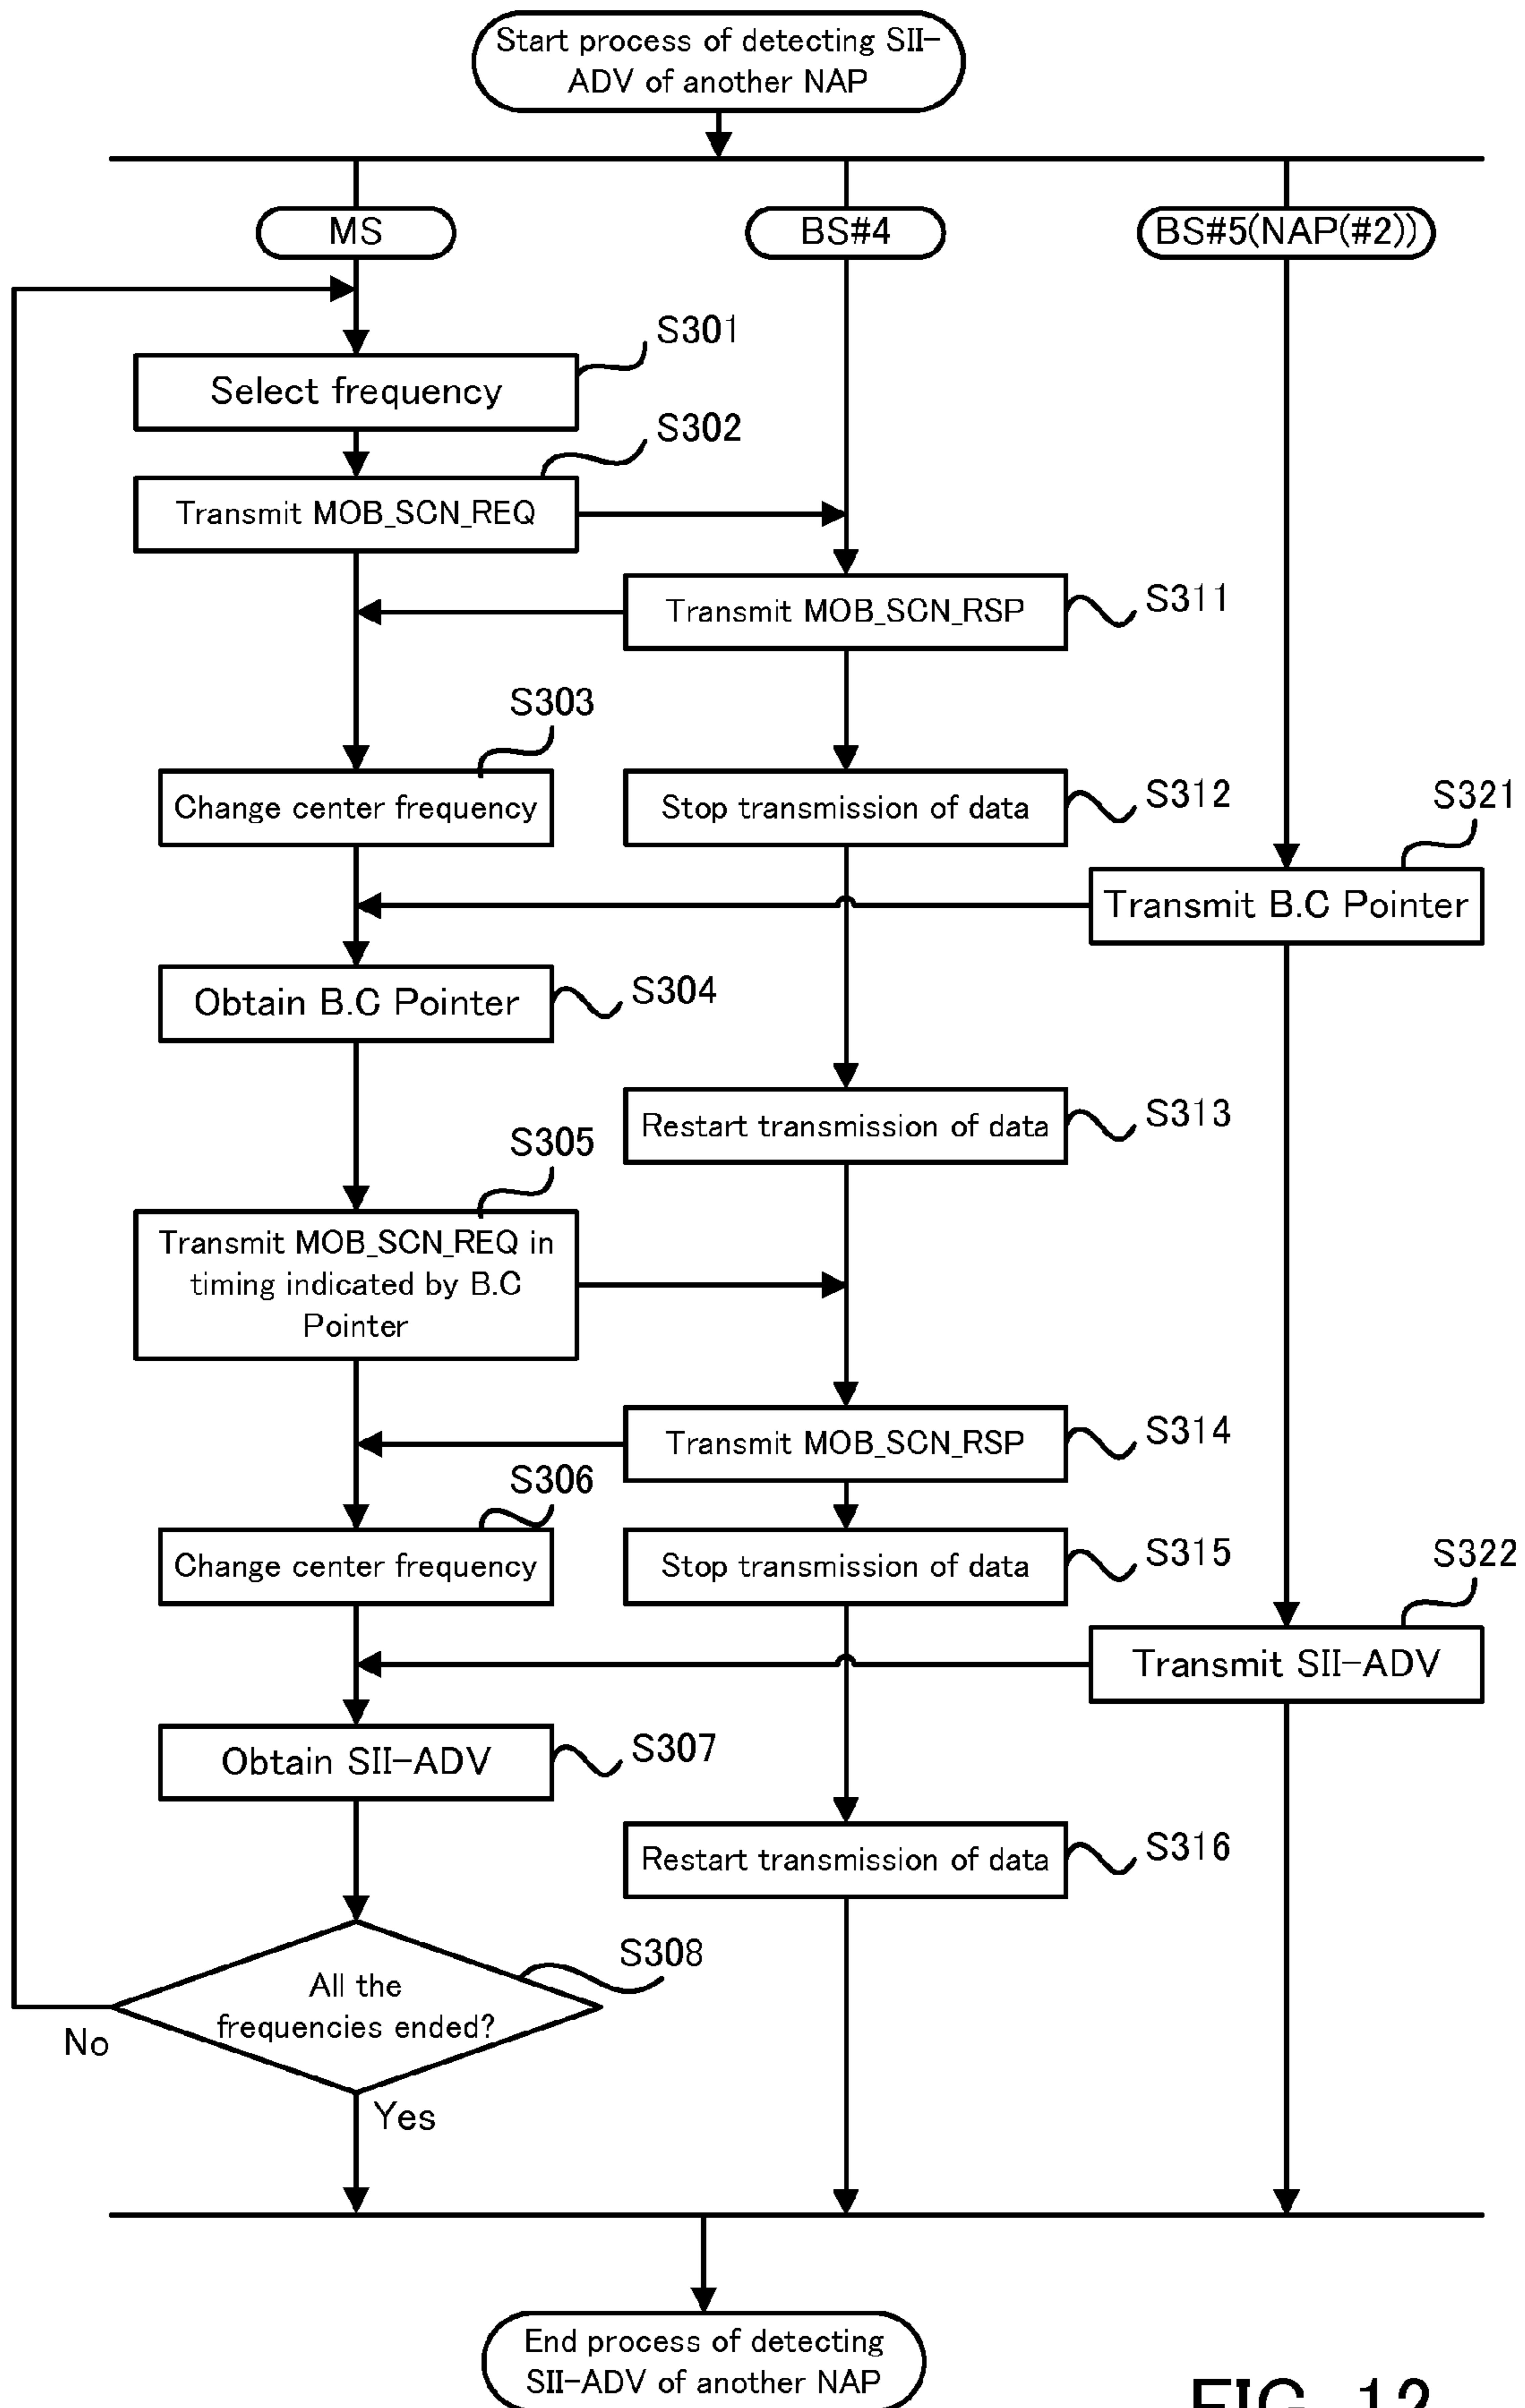 Start process of detecting SII-
ADV of another NAP
MS
BS#4
BS#5(NAP(#2))
S301
Select frequency
S302
Transmit MOB_SCN_REQ
Transmit MOB_SCN_RSP
S311
S303
Change center frequency
Stop transmission of data
S312
S321
Transmit B.C Pointer
Obtain B.C Pointer
S304
Restart transmission of data
S313
S305
Transmit MOB_SCN_REQ in
timing indicated by B.C
Pointer
Transmit MOB_SCN_RSP
S314
S306
Change center frequency
Stop transmission of data
S315
S322
Transmit SII-ADV
Obtain SII-ADV
S307
Restart transmission of data
S316
S308
All the
frequencies ended?
No
Yes
End process of detecting
SII-ADV of another NAP
FIG. 12